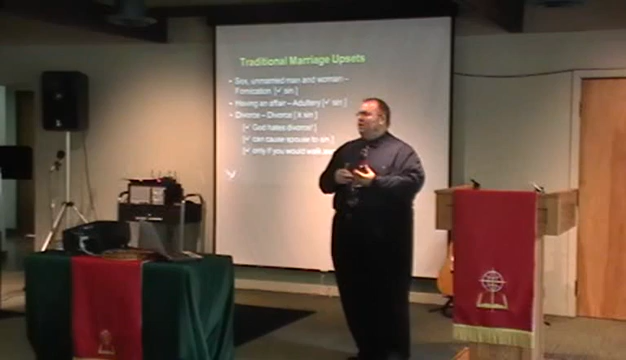 Traditional Marriage Upsets
• Sex, unmarried man and woman –
Fornication [✓ sin ]
• Having an affair – Adultery [✓ sin ]
• Divorce – Divorce [ x sin ]
[✓ God hates divorce!]
[✓ can cause spouse to sin ]
[✓ only if you would walk